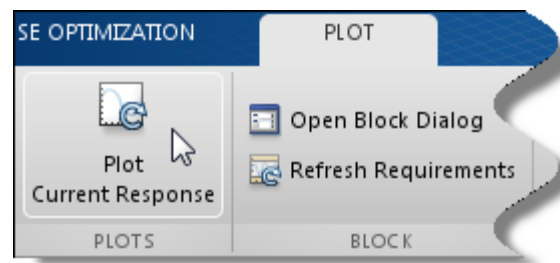 SE OPTIMIZATION
PLOT
Plot
Current Response
Open Block Dialog
Refresh Requirements
PLOTS
BLOCK